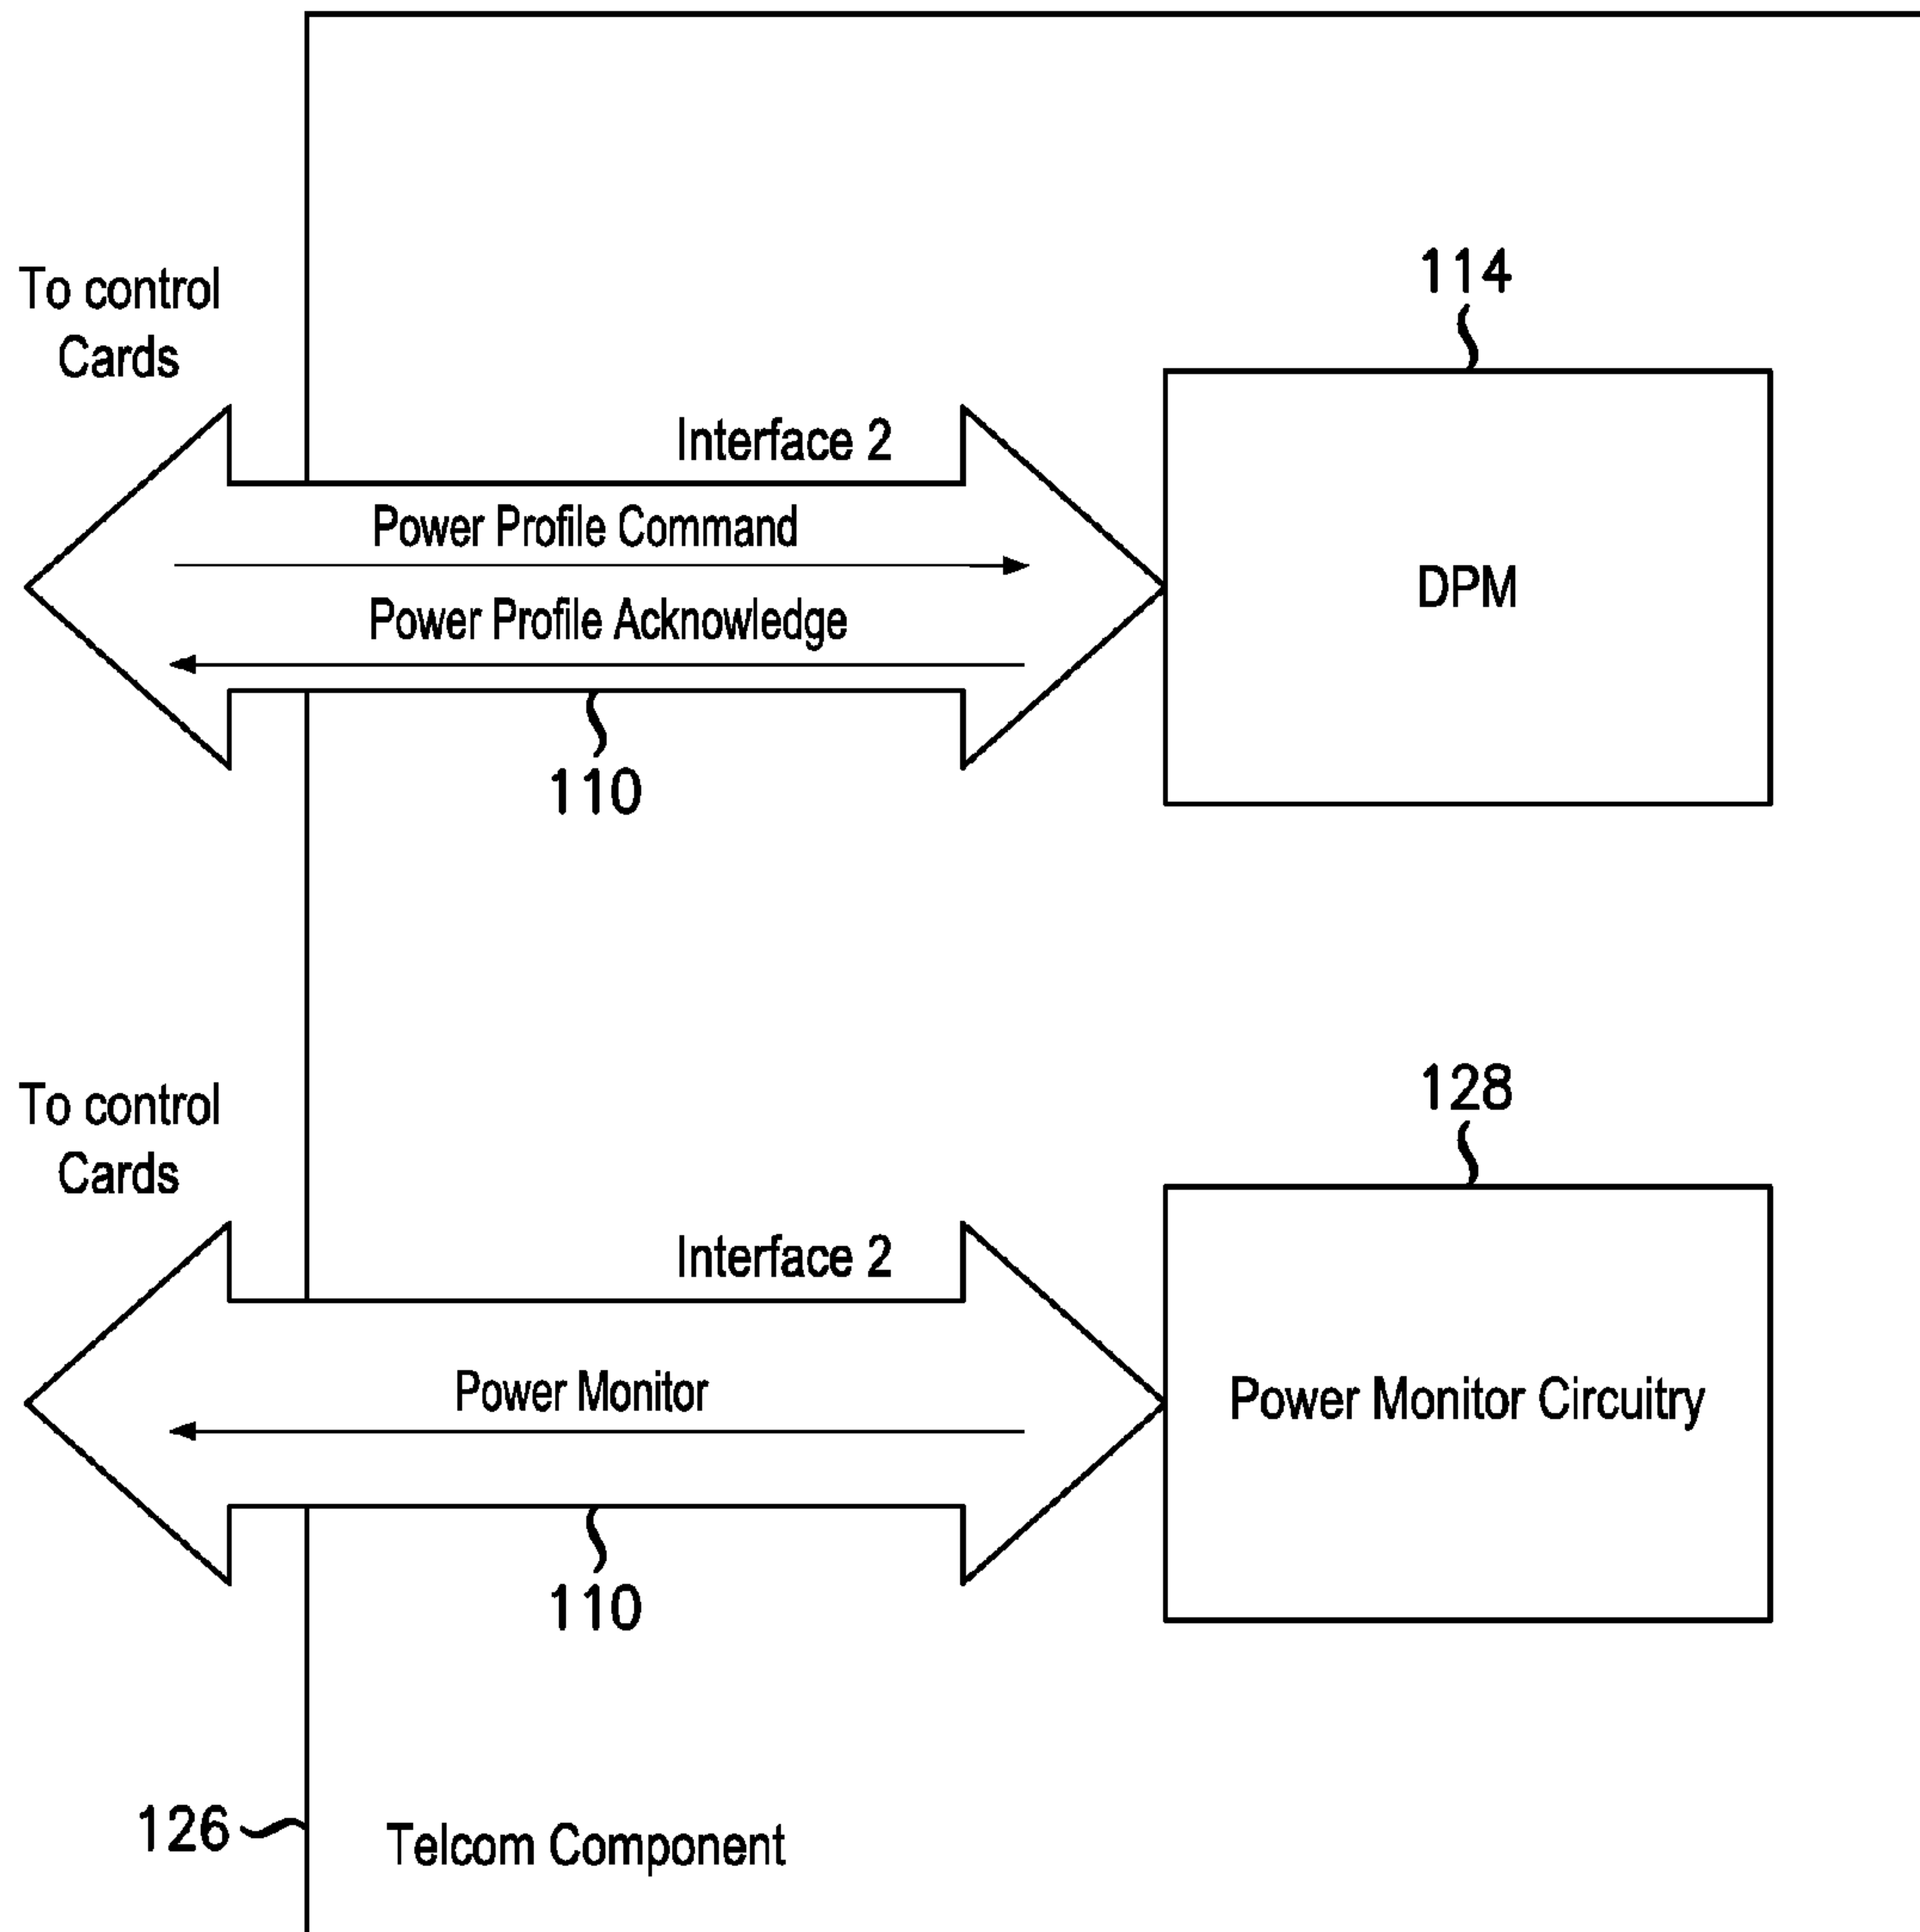 114
To control
Cards
Interface 2
Power Profile Command
DPM
Power Profile Acknowledge
110
128
To control
Cards
Interface 2
Power Monitor
Power Monitor Circuitry
110
126
Telcom Component